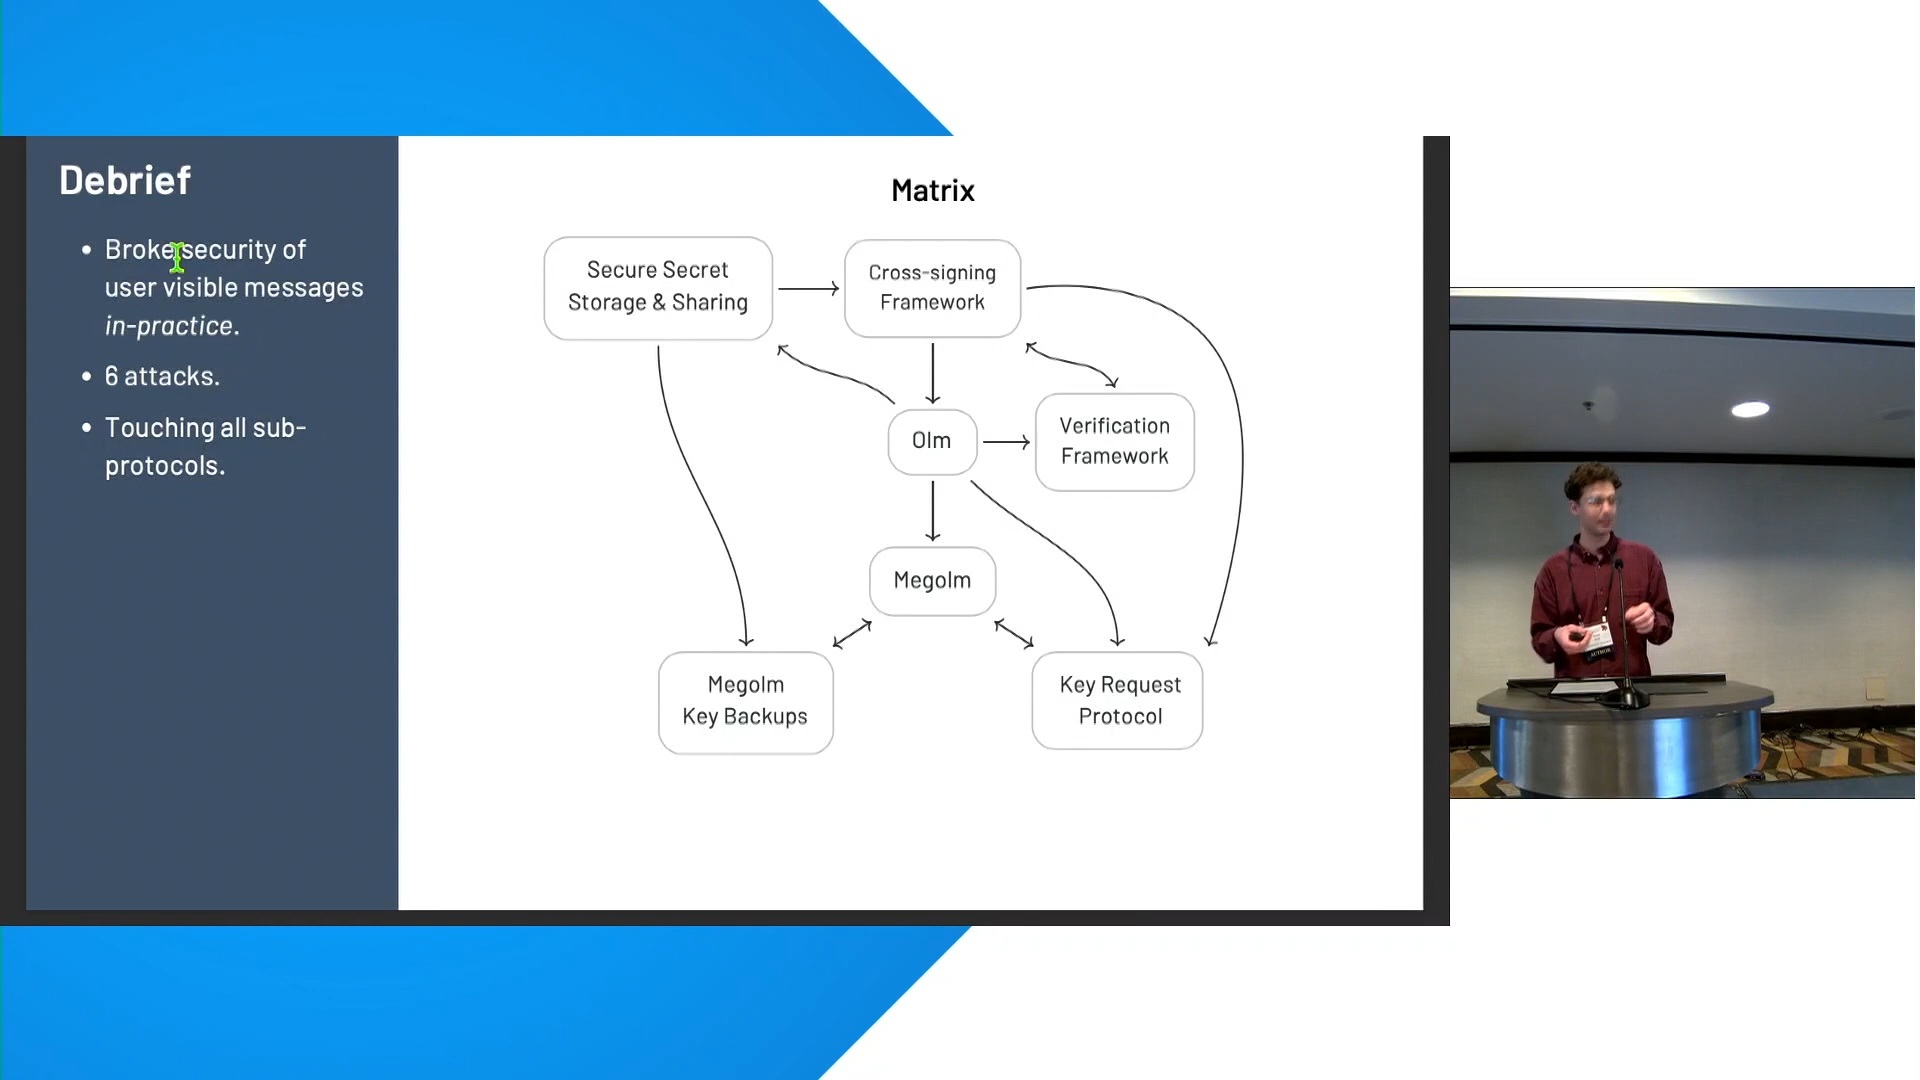 Debrief
• Broke security of
user visible messages
in-practice.
• 6 attacks.
• Touching all sub-
protocols.
Matrix
Secure Secret
Storage & Sharing
Cross-signing
Framework
Olm
Verification
Framework
Megolm
Megolm
Key Backups
Key Request
Protocol
AUTHOR